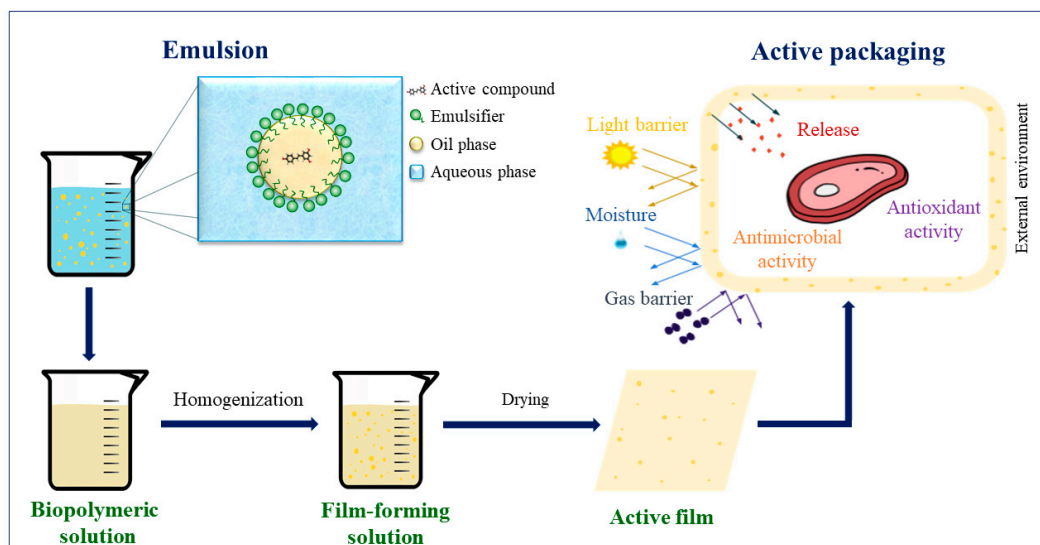 Emulsion
Active compound
Emulsifier
Oil phase
Aqueous phase
Active packaging
Light barrier
Release
Moisture
Antioxidant
activity
Antimicrobial
activity
Gas barrier
External environment
Homogenization
Drying
Biopolymeric
solution
Film-forming
solution
Active film